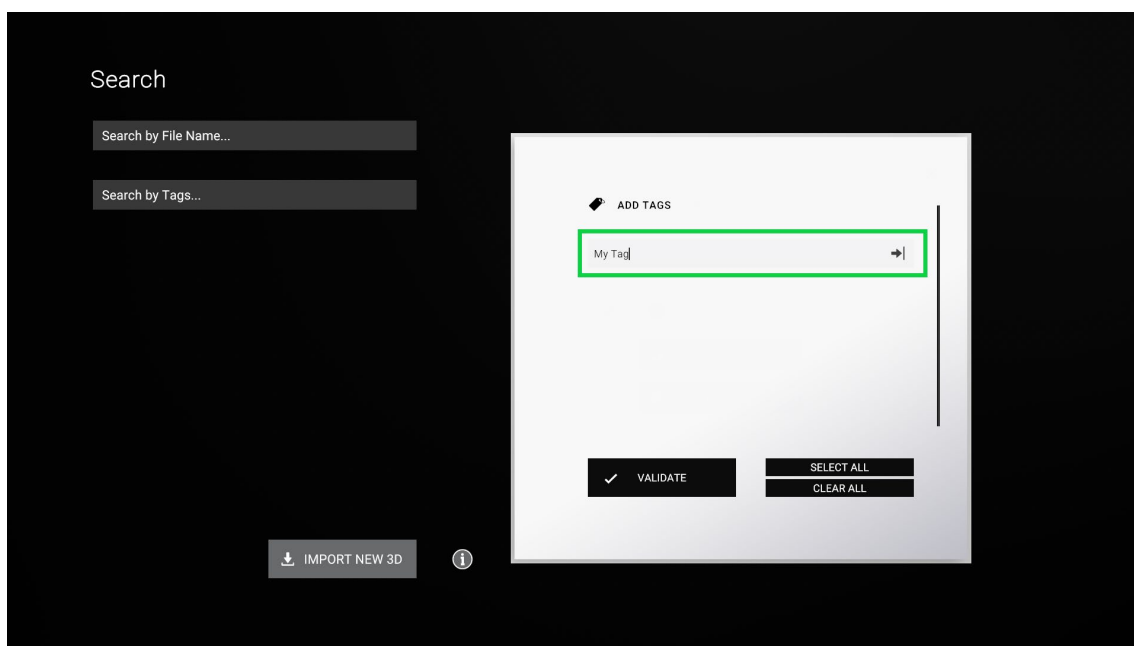 Search
Search by File Name...
Search by Tags...
ADD TAGS
My Tag
VALIDATE
SELECT ALL
CLEAR ALL
IMPORT NEW 3D